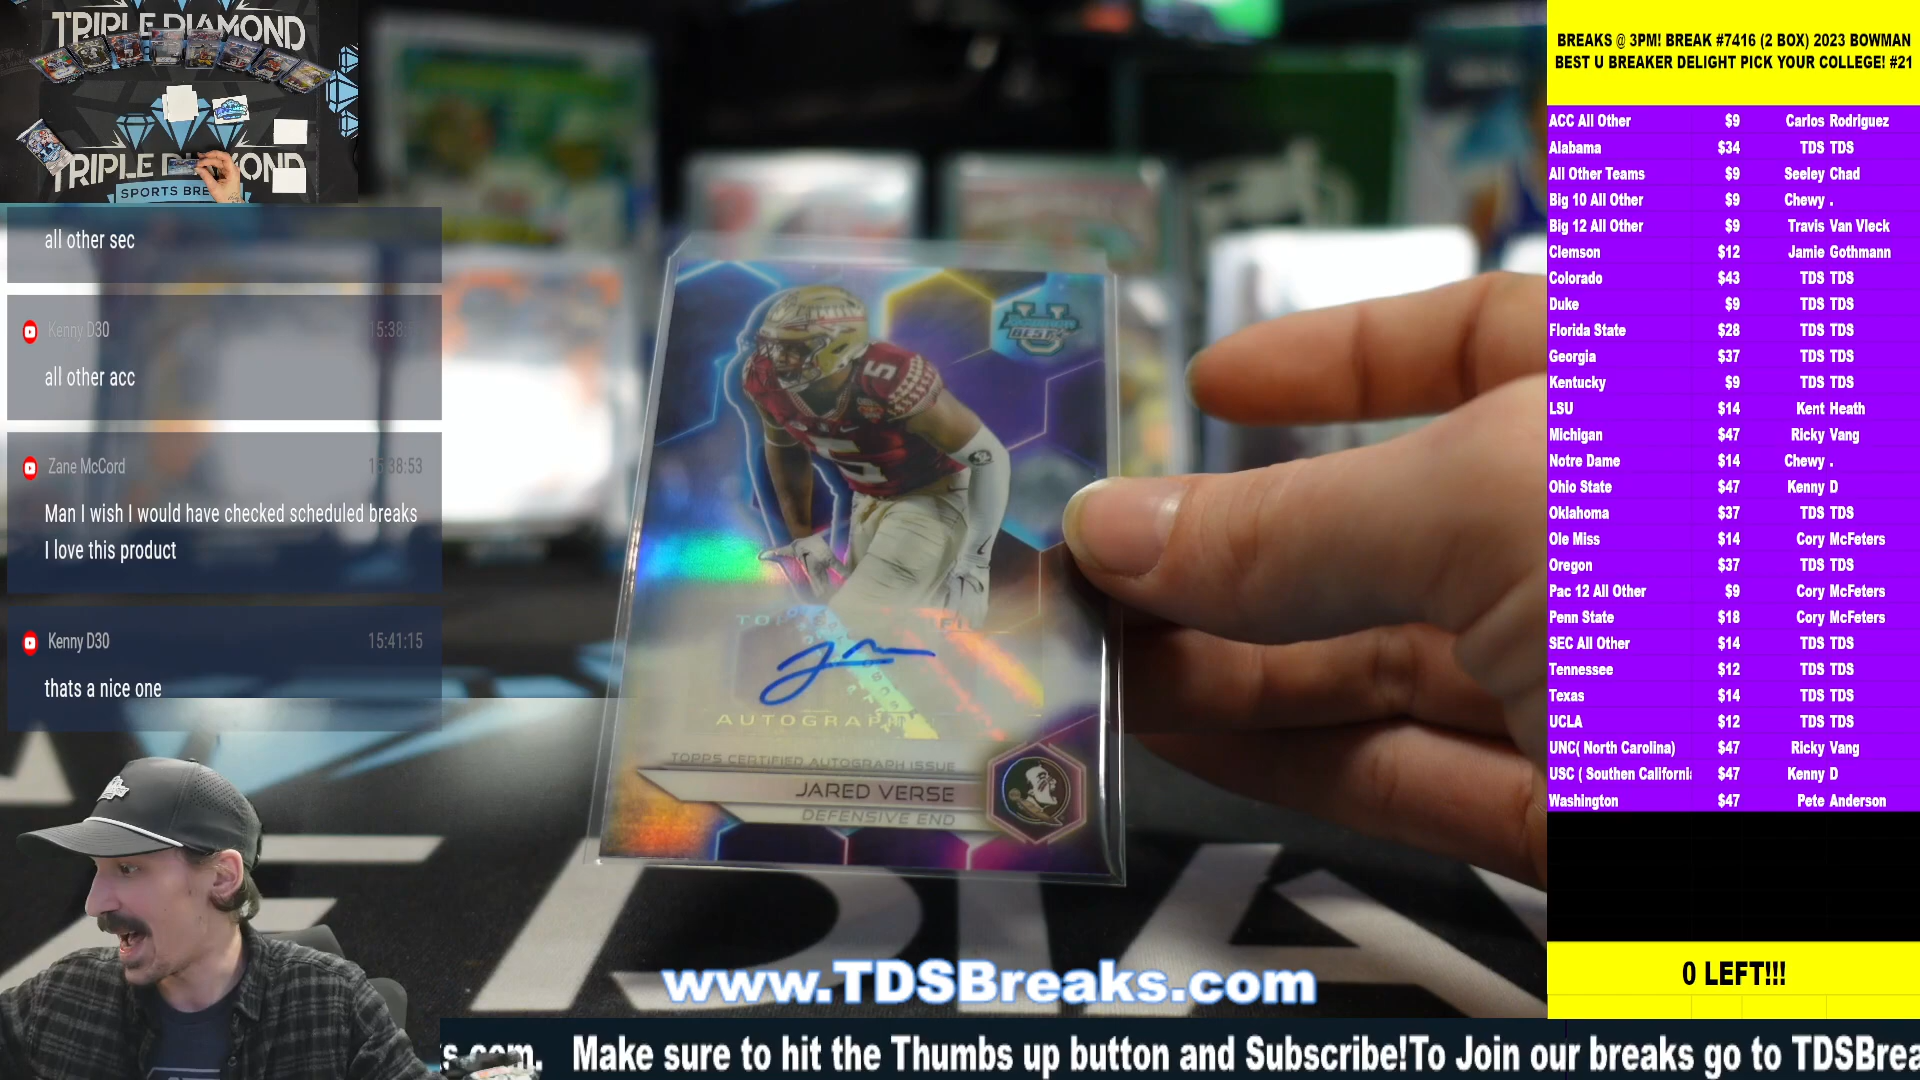 TRIPLE DIAMOND
TRIPLE DIAMOND
SPORTS BRE
all other sec
Kenny D30 15:38:
all other acc
Zane McCord 15:38:53
Man I wish I would have checked scheduled breaks
I love this product
Kenny D30 15:41:15
thats a nice one
BOWMAN
BEST
5
5
AUTOGRAPH
TOPPS CERTIFIED AUTOGRAPH ISSUE
JARED VERSE
DEFENSIVE END
www.TDSBreaks.com
s.com. Make sure to hit the Thumbs up button and Subscribe!To Join our breaks go to TDSBrea
BREAKS @ 3PM! BREAK #7416 (2 BOX) 2023 BOWMAN
BEST U BREAKER DELIGHT PICK YOUR COLLEGE! #21
ACC All Other $9 Carlos Rodriguez
Alabama $34 TDS TDS
All Other Teams $9 Seeley Chad
Big 10 All Other $9 Chewy .
Big 12 All Other $9 Travis Van Vleck
Clemson $12 Jamie Gothmann
Colorado $43 TDS TDS
Duke $9 TDS TDS
Florida State $28 TDS TDS
Georgia $37 TDS TDS
Kentucky $9 TDS TDS
LSU $14 Kent Heath
Michigan $47 Ricky Vang
Notre Dame $14 Chewy .
Ohio State $47 Kenny D
Oklahoma $37 TDS TDS
Ole Miss $14 Cory McFeters
Oregon $37 TDS TDS
Pac 12 All Other $9 Cory McFeters
Penn State $18 Cory McFeters
SEC All Other $14 TDS TDS
Tennessee $12 TDS TDS
Texas $14 TDS TDS
UCLA $12 TDS TDS
UNC( North Carolina) $47 Ricky Vang
USC ( Southen Californi $47 Kenny D
Washington $47 Pete Anderson
0 LEFT!!!